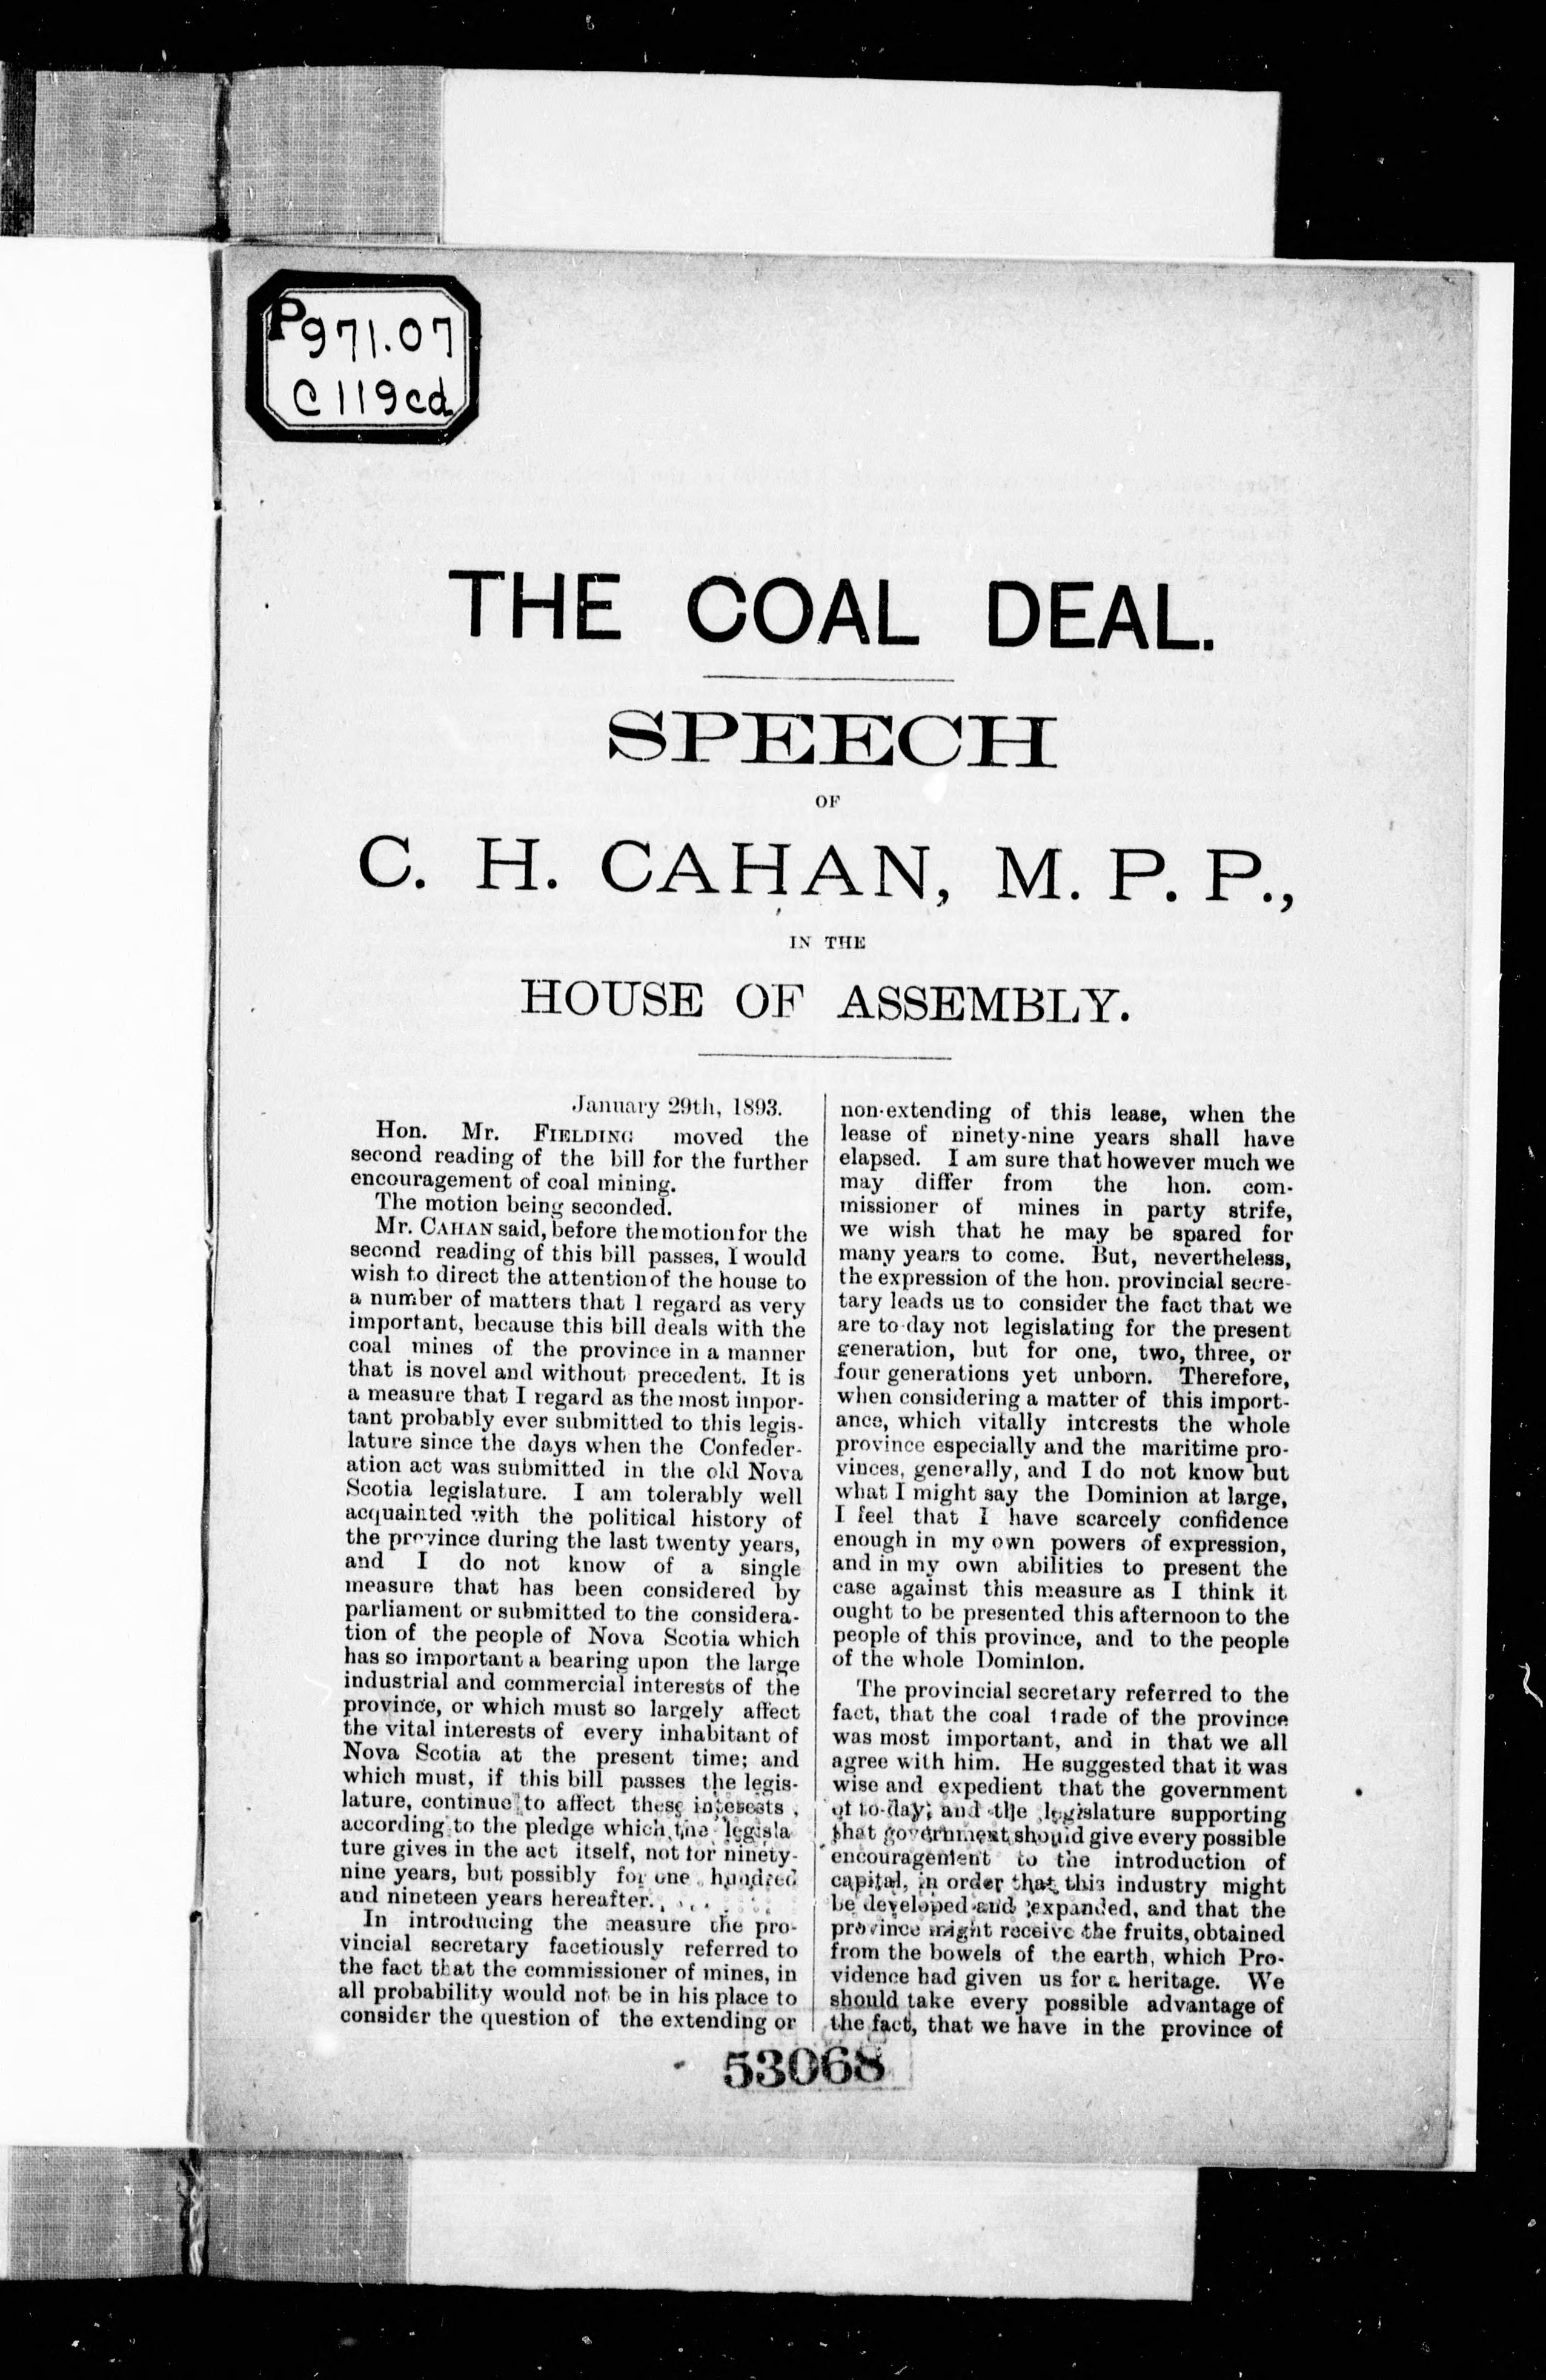 P971.07
C119cd
THE COAL DEAL.
SPEECH
OF
C. H. CAHAN, M. P. P.,
IN THE
HOUSE OF ASSEMBLY.
January 29th, 1893.
Hon. Mr. FIELDING moved the
second reading of the bill for the further
encouragement of coal mining.
The motion being seconded.
Mr. CAHAN said, before the motion for the
second reading of this bill passes, I would
wish to direct the attention of the house to
a number of matters that I regard as very
important, because this bill deals with the
coal mines of the province in a manner
that is novel and without precedent. It is
a measure that I regard as the most impor-
tant probably ever submitted to this legis-
lature since the days when the Confeder-
ation act was submitted in the old Nova
Scotia legislature. I am tolerably well
acquainted with the political history of
the province during the last twenty years,
and I do not know of a single
measure that has been considered by
parliament or submitted to the considera-
tion of the people of Nova Scotia which
has so important a bearing upon the large
industrial and commercial interests of the
province, or which must so largely affect
the vital interests of every inhabitant of
Nova Scotia at the present time; and
which must, if this bill passes the legis-
lature, continue to affect these interests,
according to the pledge which the legisla
ture gives in the act itself, not for ninety-
nine years, but possibly for one hundred
and nineteen years hereafter.
In introducing the measure the pro-
vincial secretary facetiously referred to
the fact that the commissioner of mines, in
all probability would not be in his place to
consider the question of the extending or
non-extending of this lease, when the
lease of ninety-nine years shall have
elapsed. I am sure that however much we
may differ from the hon. com-
missioner of mines in party strife,
we wish that he may be spared for
many years to come. But, nevertheless,
the expression of the hon. provincial secre-
tary leads us to consider the fact that we
are to-day not legislating for the present
generation, but for one, two, three, or
four generations yet unborn. Therefore,
when considering a matter of this import-
ance, which vitally interests the whole
province especially and the maritime pro-
vinces, generally, and I do not know but
what I might say the Dominion at large,
I feel that I have scarcely confidence
enough in my own powers of expression,
and in my own abilities to present the
case against this measure as I think it
ought to be presented this afternoon to the
people of this province, and to the people
of the whole Dominion.
The provincial secretary referred to the
fact, that the coal trade of the province
was most important, and in that we all
agree with him. He suggested that it was
wise and expedient that the government
of to-day; and the legislature supporting
that government should give every possible
encouragement to the introduction of
capital, in order that this industry might
be developed and expanded, and that the
province might receive the fruits, obtained
from the bowels of the earth, which Pro-
vidence had given us for a heritage. We
should take every possible advantage of
the fact, that we have in the province of
53068